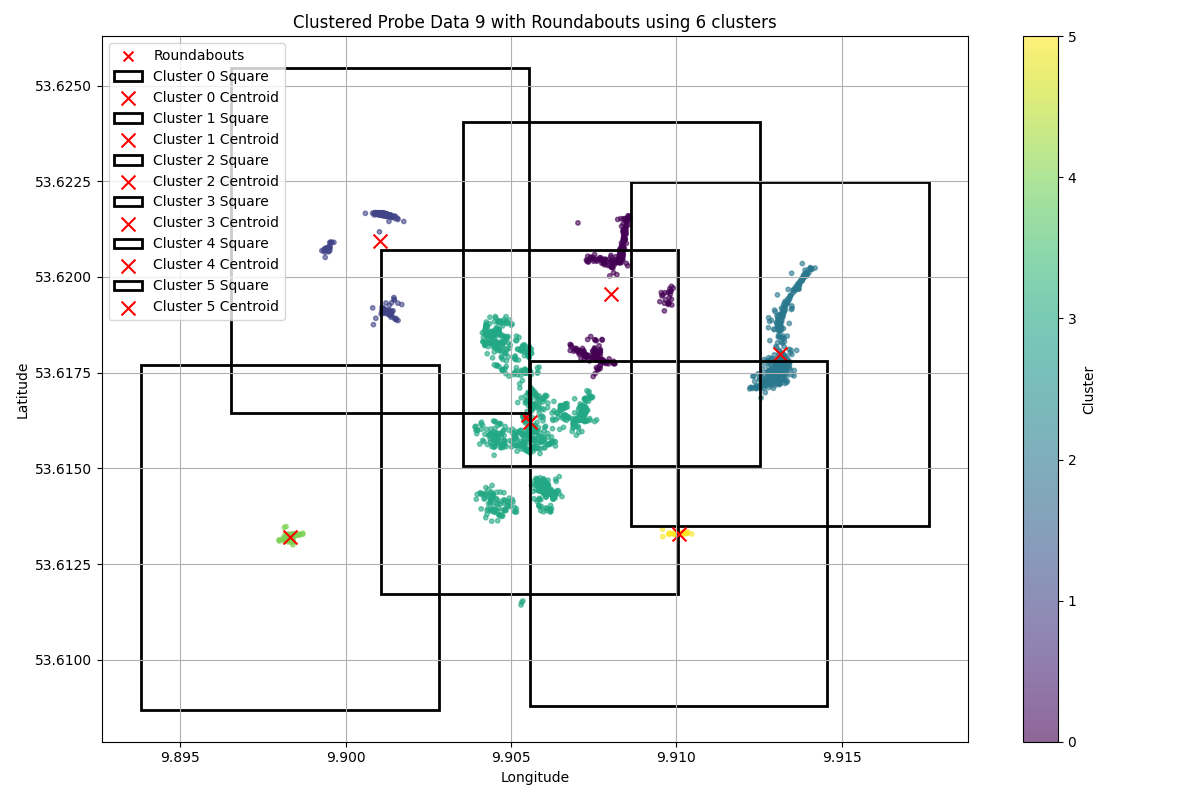 Clustered Probe Data 9 with Roundabouts using 6 clusters
Roundabouts
Cluster 0 Square
Cluster 0 Centroid
Cluster 1 Square
Cluster 1 Centroid
Cluster 2 Square
Cluster 2 Centroid
Cluster 3 Square
Cluster 3 Centroid
Cluster 4 Square
Cluster 4 Centroid
Cluster 5 Square
Cluster 5 Centroid
53.6250
53.6225
53.6200
53.6175
53.6150
53.6125
53.6100
Latitude
9.895
9.900
9.905
9.910
9.915
Longitude
5
4
3
2
1
0
Cluster